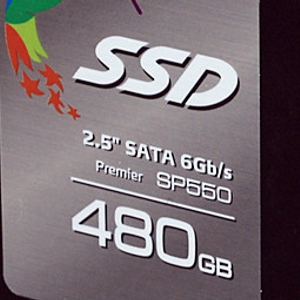 SSD
2.5" SATA 6Gb/s
Premier SP550
480GB